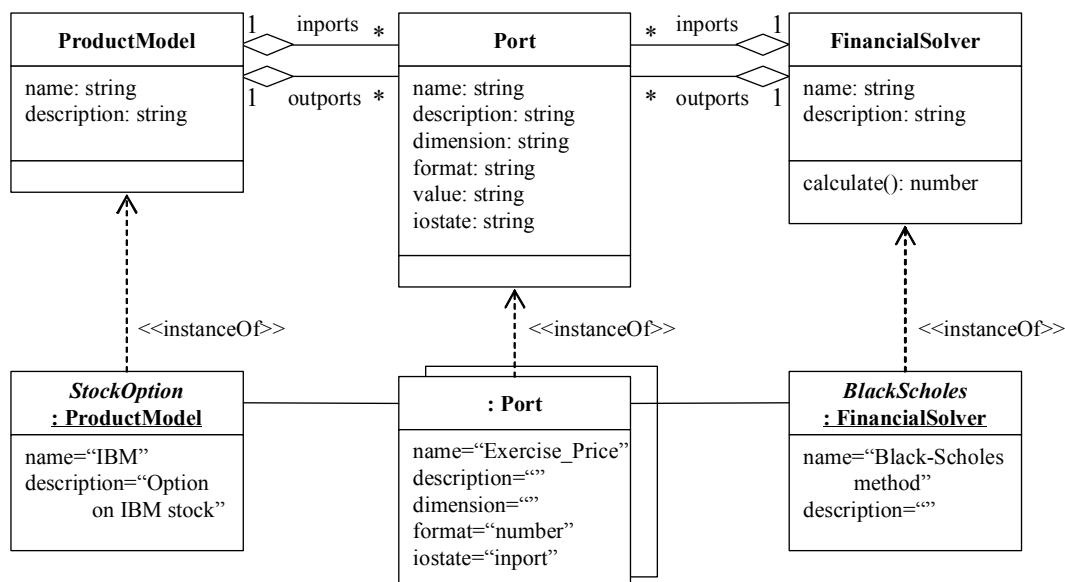 ProductModel
name: string
description: string
1 inports *
1 outports *
Port
name: string
description: string
dimension: string
format: string
value: string
iostate: string
* inports 1
* outports 1
FinancialSolver
name: string
description: string
calculate(): number
<<instanceOf>>
<<instanceOf>>
<<instanceOf>>
StockOption
: ProductModel
name=“IBM”
description=“Option
on IBM stock”
: Port
name=“Exercise_Price”
description=“”
dimension=“”
format=“number”
iostate=“inport”
BlackScholes
: FinancialSolver
name=“Black-Scholes
method”
description=“”